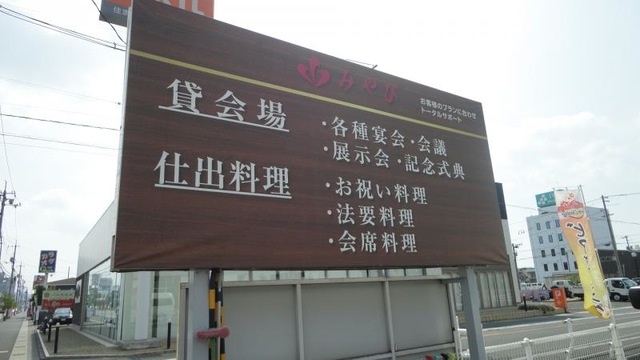 みやび
お客様のプランに合わせ
トータルサポート
貸会場
・各種宴会・会議
・展示会・記念式典
仕出料理
・お祝い料理
・法要料理
・会席料理